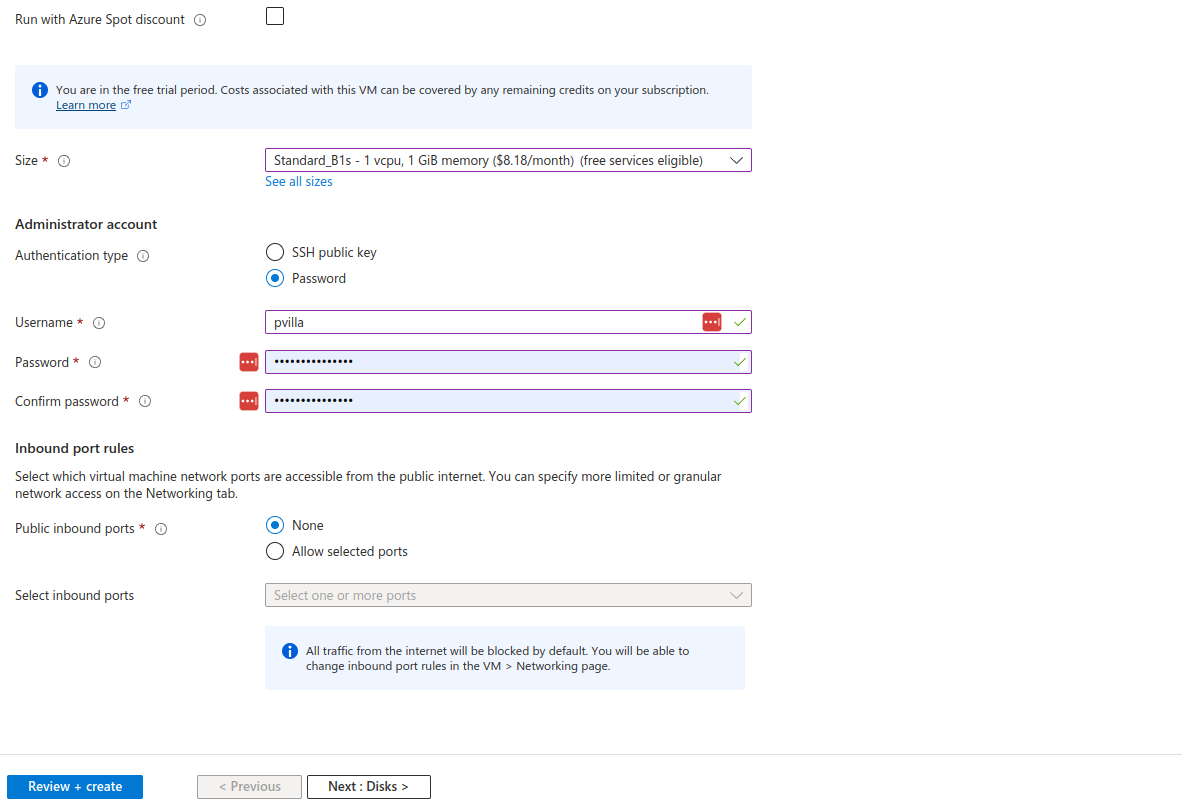 Run with Azure Spot discount
You are in the free trial period. Costs associated with this VM can be covered by any remaining credits on your subscription.
Learn more
Size *
Standard_B1s - 1 vcpu, 1 GiB memory ($8.18/month) (free services eligible)
See all sizes
Administrator account
Authentication type
SSH public key
Password
Username *
pvilla
Password *
•••••••••••••••
Confirm password *
•••••••••••••••
Inbound port rules
Select which virtual machine network ports are accessible from the public internet. You can specify more limited or granular
network access on the Networking tab.
Public inbound ports *
None
Allow selected ports
Select inbound ports
Select one or more ports
All traffic from the internet will be blocked by default. You will be able to
change inbound port rules in the VM > Networking page.
Review + create
< Previous
Next : Disks >